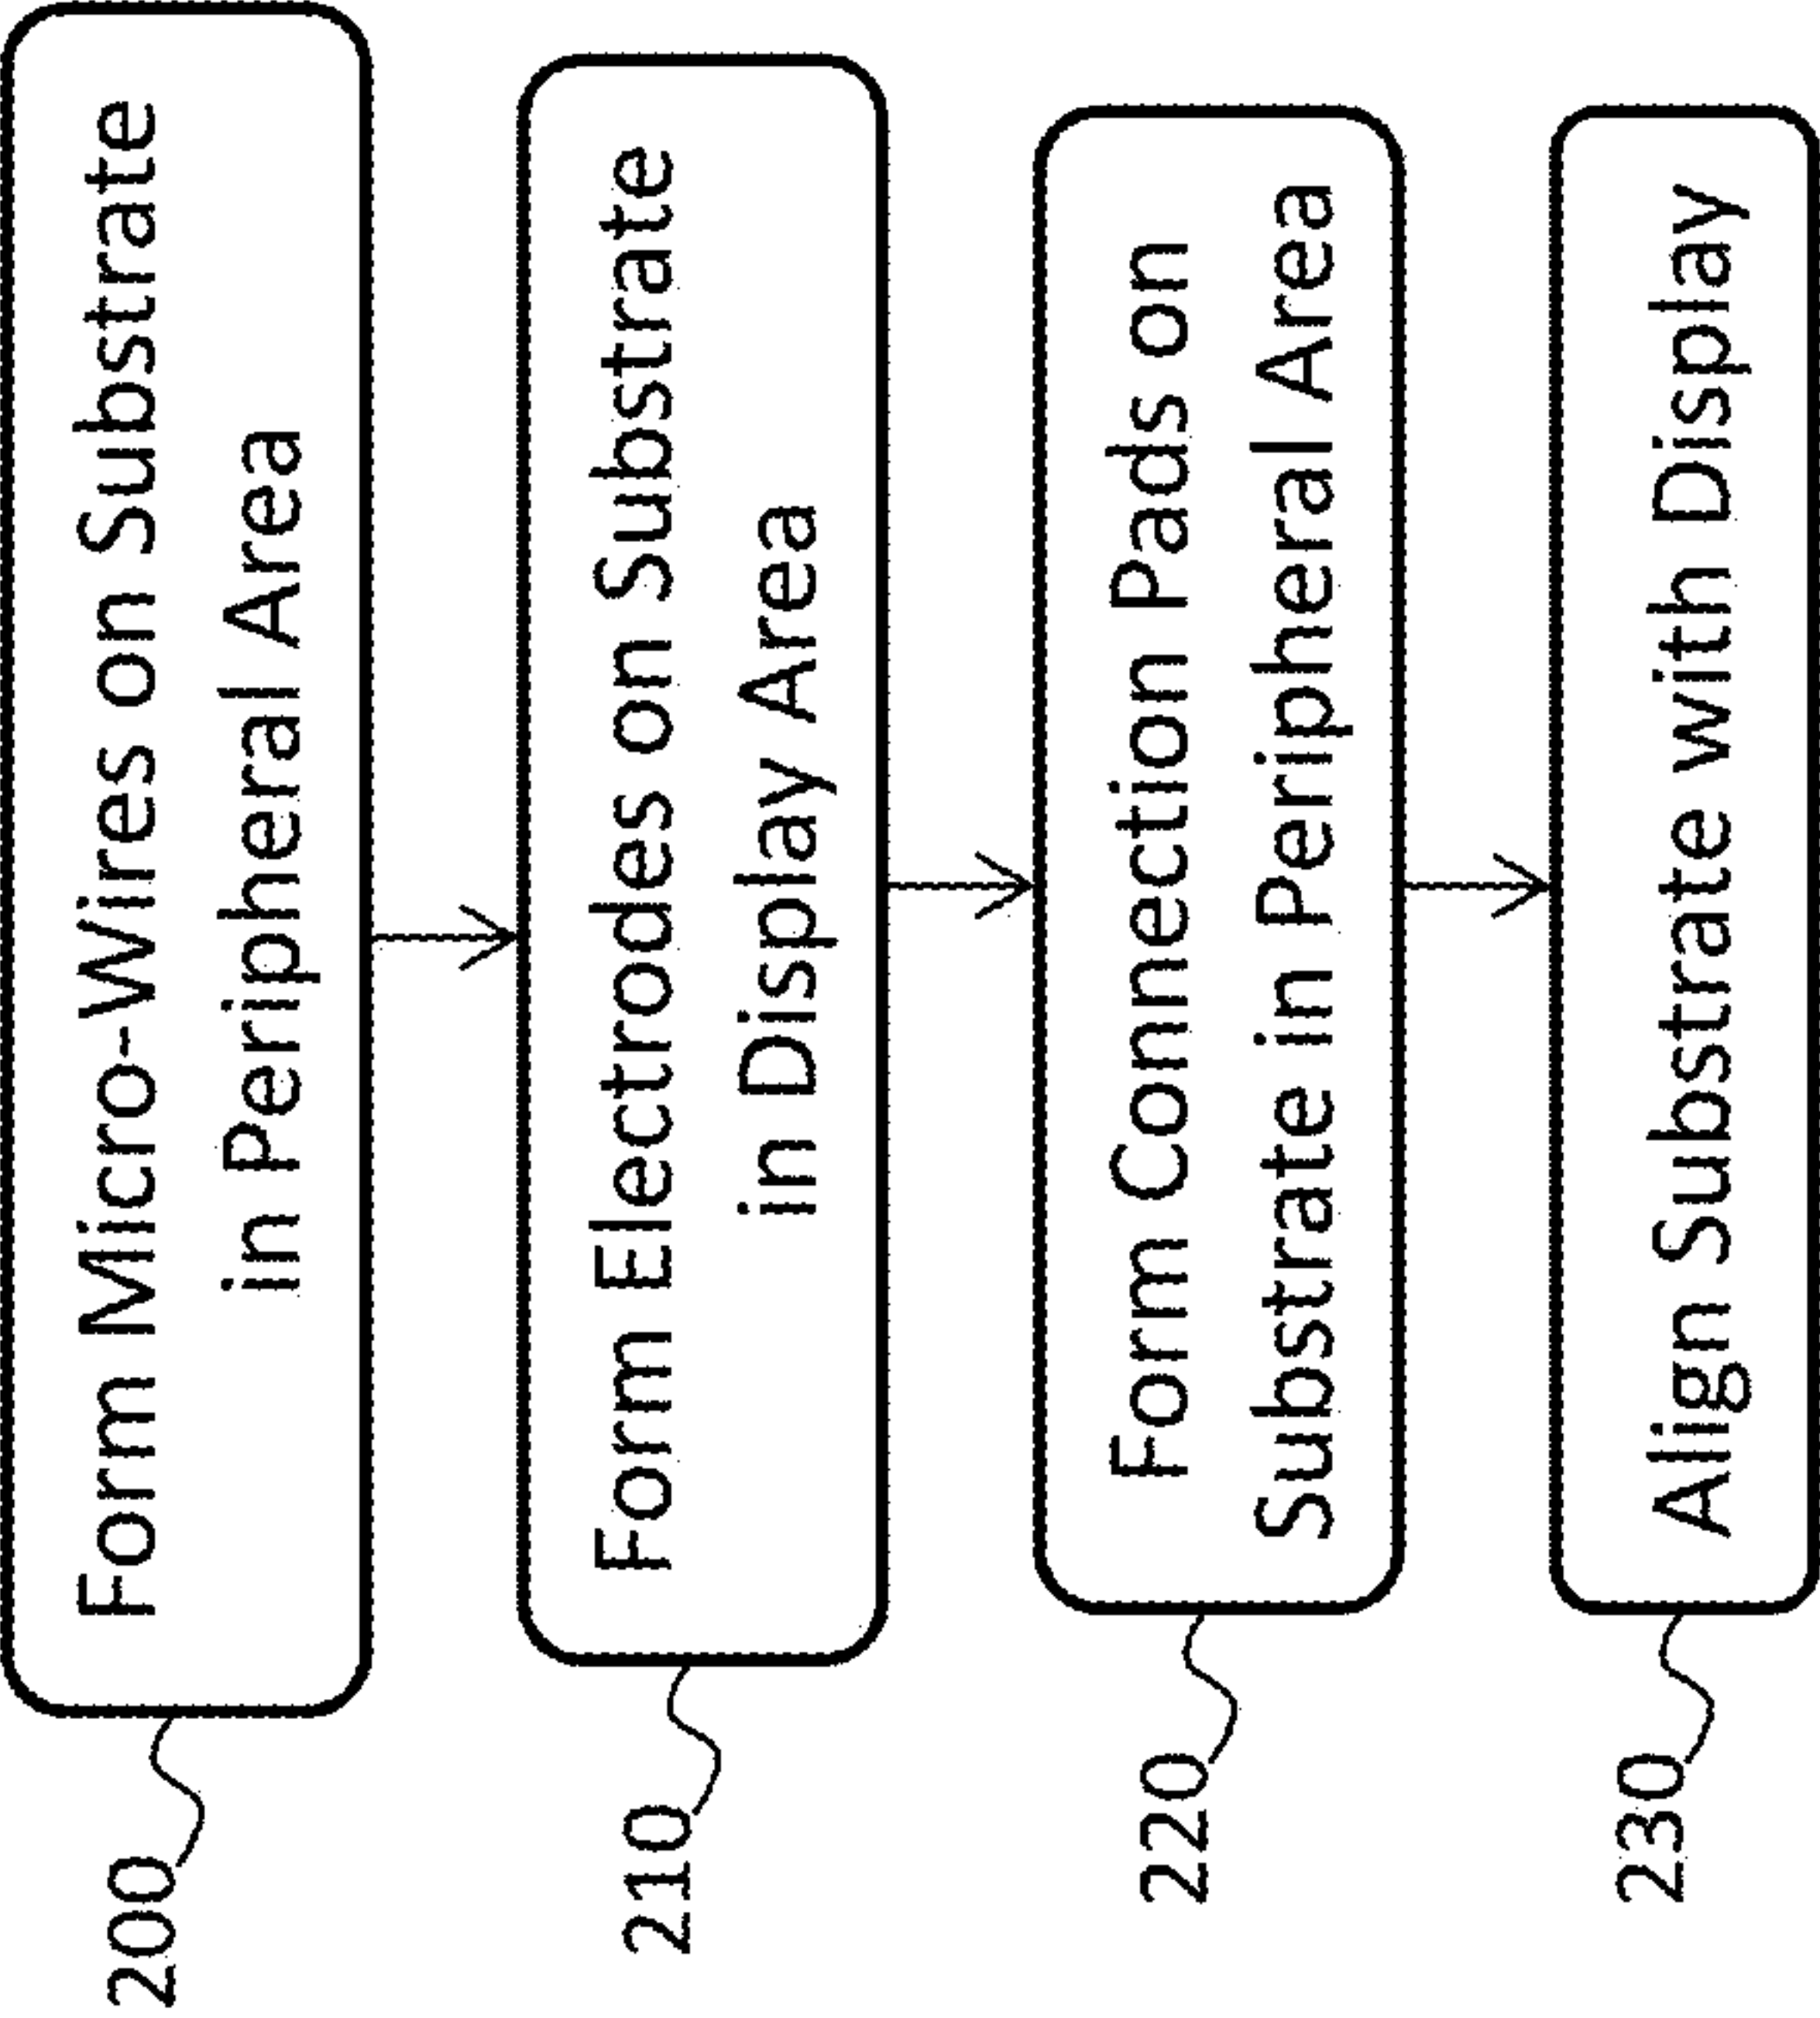 200
Form Micro-Wires on Substrate
in Peripheral Area
210
Form Electrodes on Substrate
in Display Area
220
Form Connection Pads on
Substrate in Peripheral Area
230
Align Substrate with Display